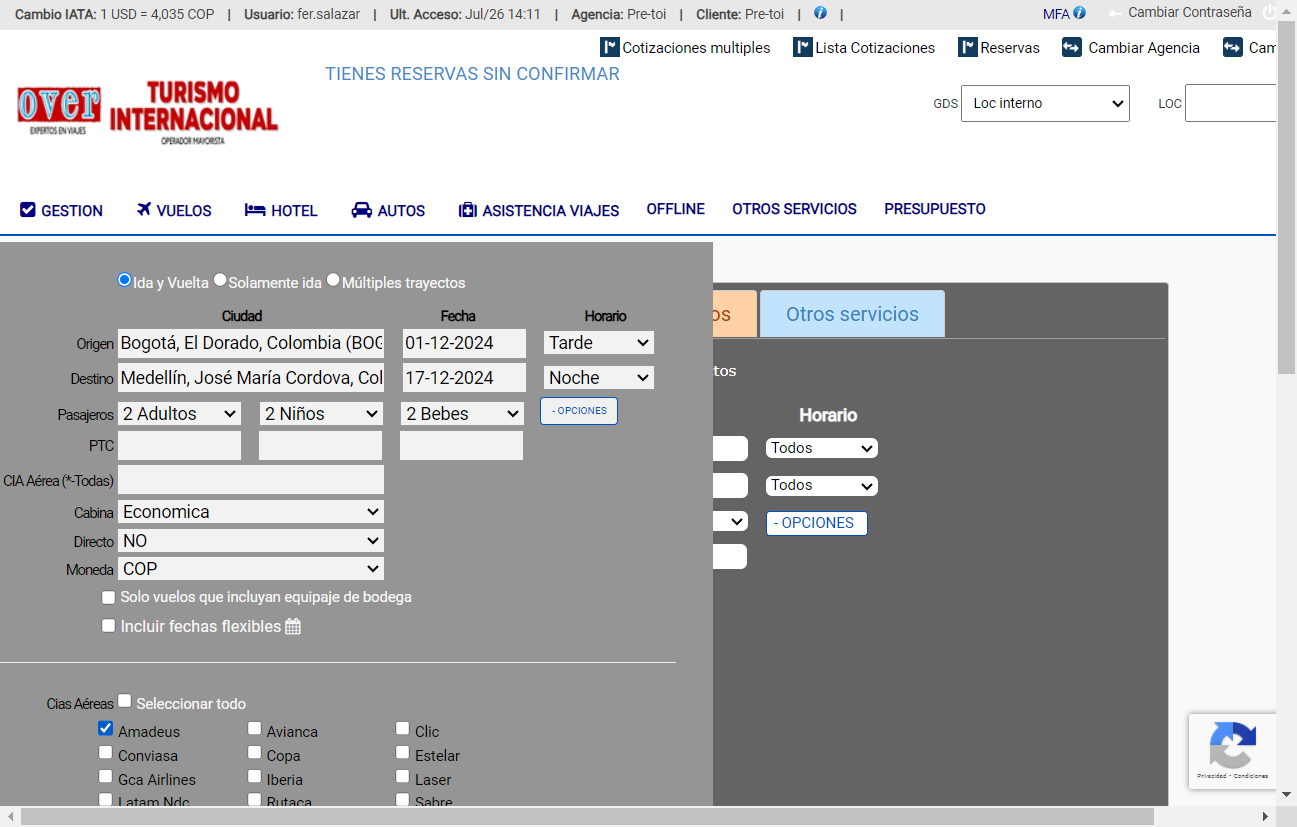 Cambio IATA: 1 USD = 4,035 COP | Usuario: fer.salazar | Ult. Acceso: Jul/26 14:11 | Agencia: Pre-toi | Cliente: Pre-toi | | MFA Cambiar Contraseña
Cotizaciones multiples Lista Cotizaciones Reservas Cambiar Agencia Cam
TIENES RESERVAS SIN CONFIRMAR
over
EXPERTOS EN VIAJES
TURISMO
INTERNACIONAL
OPERADOR MAYORISTA
GDS Loc interno LOC
GESTION VUELOS HOTEL AUTOS ASISTENCIA VIAJES OFFLINE OTROS SERVICIOS PRESUPUESTO
Ida y Vuelta Solamente ida Múltiples trayectos
os Otros servicios
Ciudad Fecha Horario
Origen Bogotá, El Dorado, Colombia (BOG 01-12-2024 Tarde
Destino Medellín, José María Cordova, Col 17-12-2024 Noche
tos
Pasajeros 2 Adultos 2 Niños 2 Bebes - OPCIONES
Horario
PTC
Todos
CIA Aérea (*-Todas)
Todos
Cabina Economica
- OPCIONES
Directo NO
Moneda COP
Solo vuelos que incluyan equipaje de bodega
Incluir fechas flexibles
Cias Aéreas Seleccionar todo
Amadeus Avianca Clic
Conviasa Copa Estelar
Gca Airlines Iberia Laser
Latam Ndc Rutaca Sabre
Privacidad - Condiciones